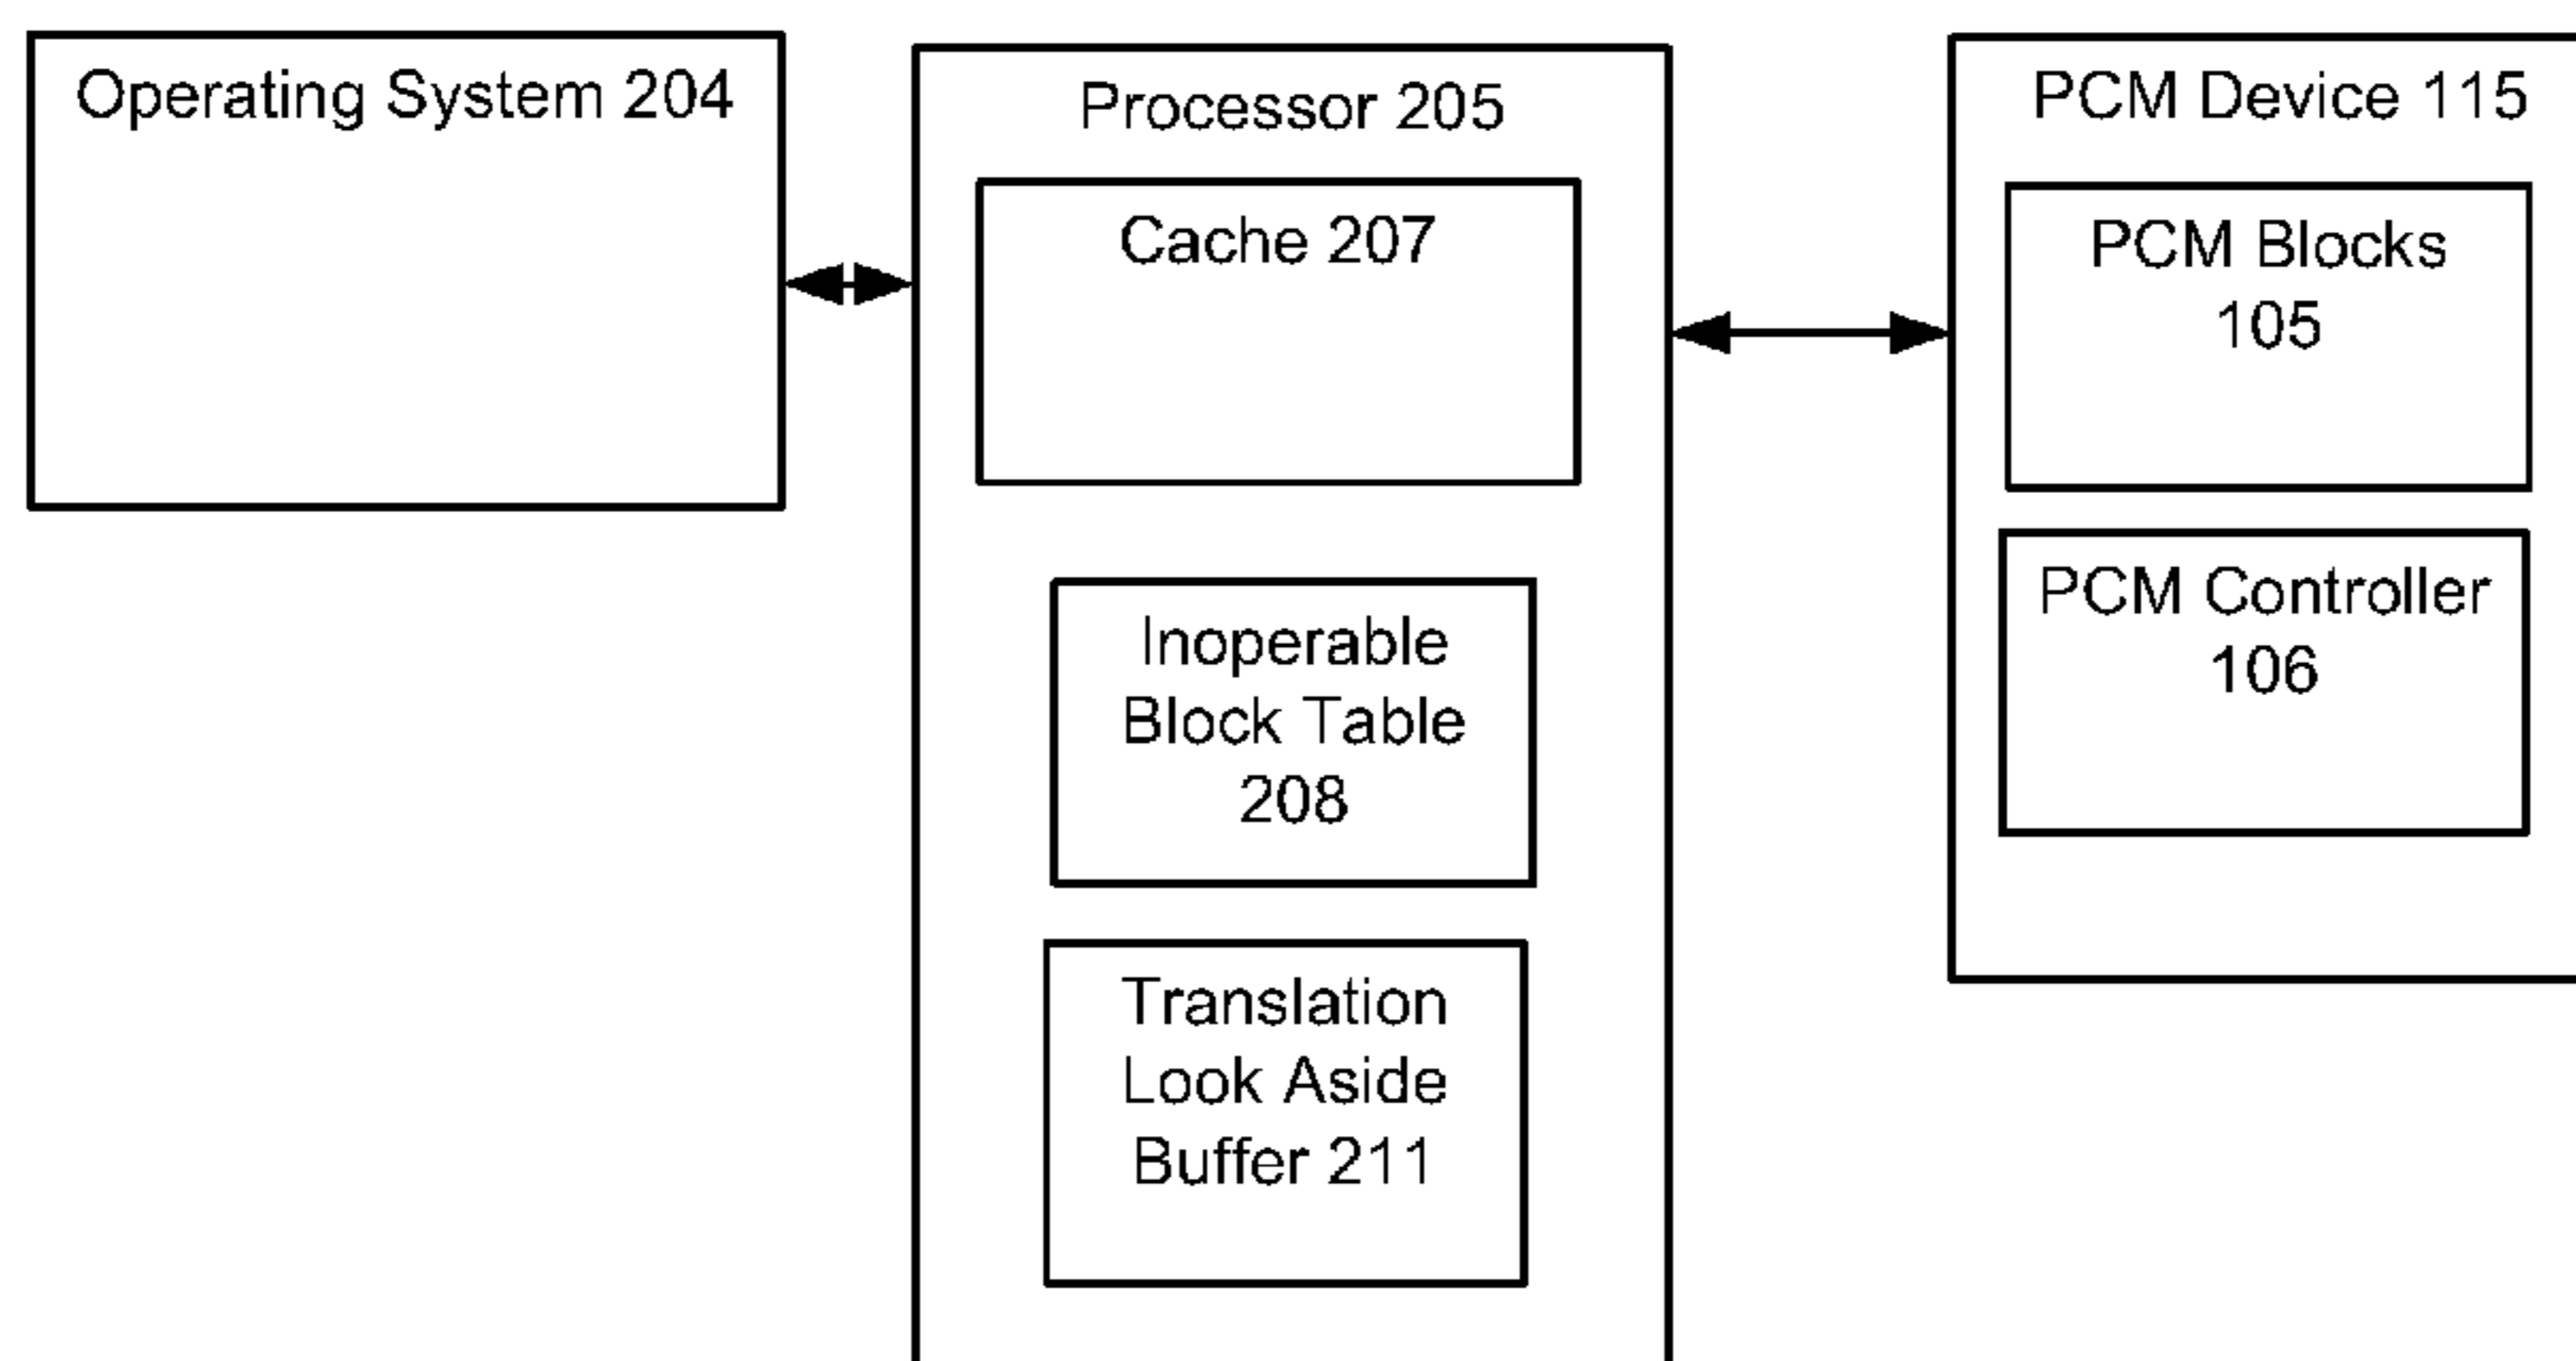 Operating System 204
Processor 205
Cache 207
Inoperable
Block Table
208
Translation
Look Aside
Buffer 211
PCM Device 115
PCM Blocks
105
PCM Controller
106